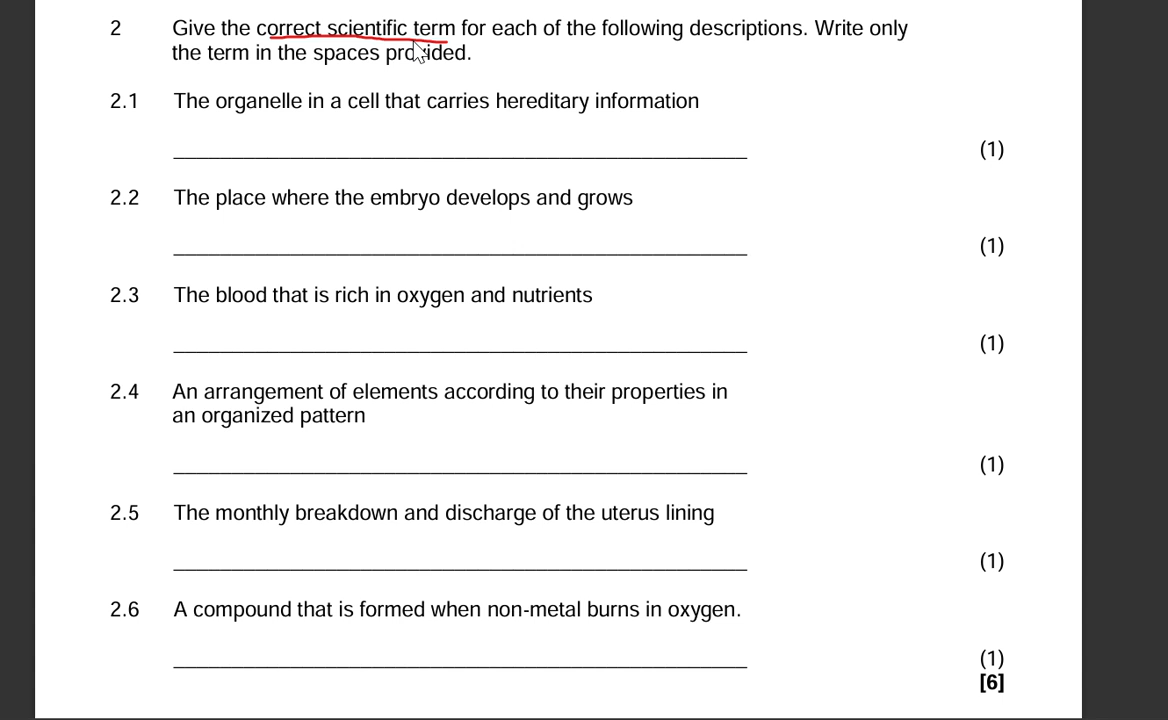 2 Give the correct scientific term for each of the following descriptions. Write only
the term in the spaces provided.
2.1 The organelle in a cell that carries hereditary information
(1)
2.2 The place where the embryo develops and grows
(1)
2.3 The blood that is rich in oxygen and nutrients
(1)
2.4 An arrangement of elements according to their properties in
an organized pattern
(1)
2.5 The monthly breakdown and discharge of the uterus lining
(1)
2.6 A compound that is formed when non-metal burns in oxygen.
(1)
[6]